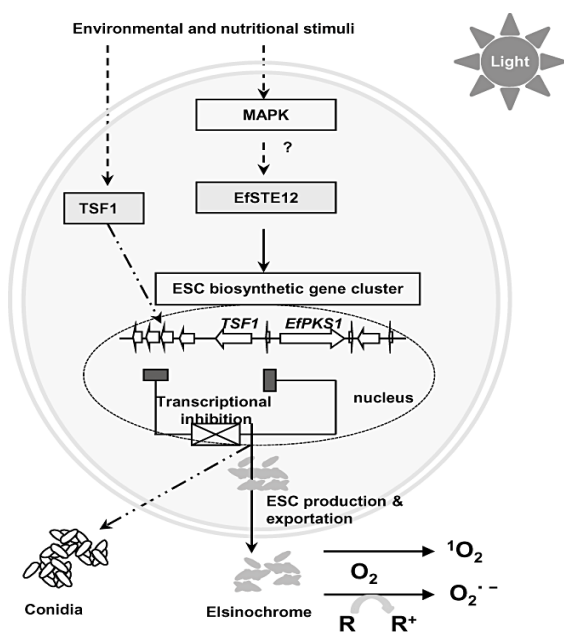 Environmental and nutritional stimuli
Light
MAPK
?
TSF1
EfSTE12
ESC biosynthetic gene cluster
TSF1 EfPKS1
Transcriptional
inhibition
nucleus
ESC production &
exportation
Conidia
Elsinochrome
¹O₂
O₂
O₂˙⁻
R R⁺